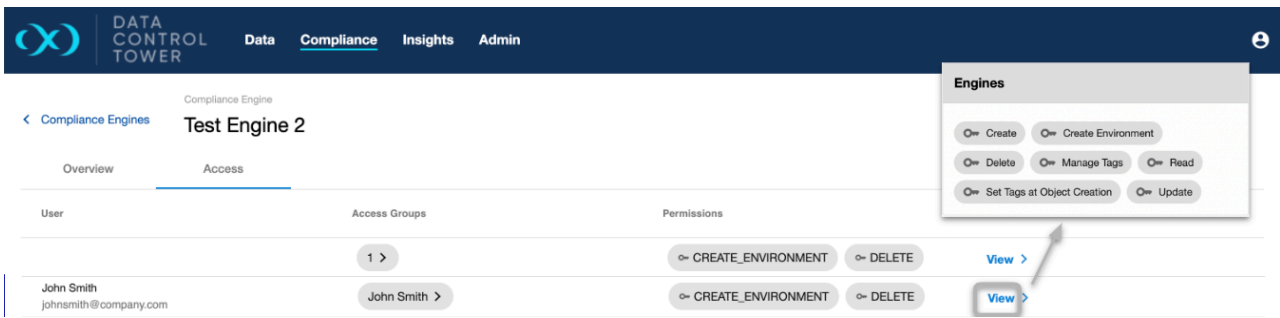 DATA
CONTROL
TOWER
Data Compliance Insights Admin
Engines
Create Create Environment
Delete Manage Tags Read
Set Tags at Object Creation Update
Compliance Engine
Compliance Engines Test Engine 2
Overview Access
User Access Groups Permissions
1 CREATE_ENVIRONMENT DELETE View
John Smith
johnsmith@company.com
John Smith CREATE_ENVIRONMENT DELETE View